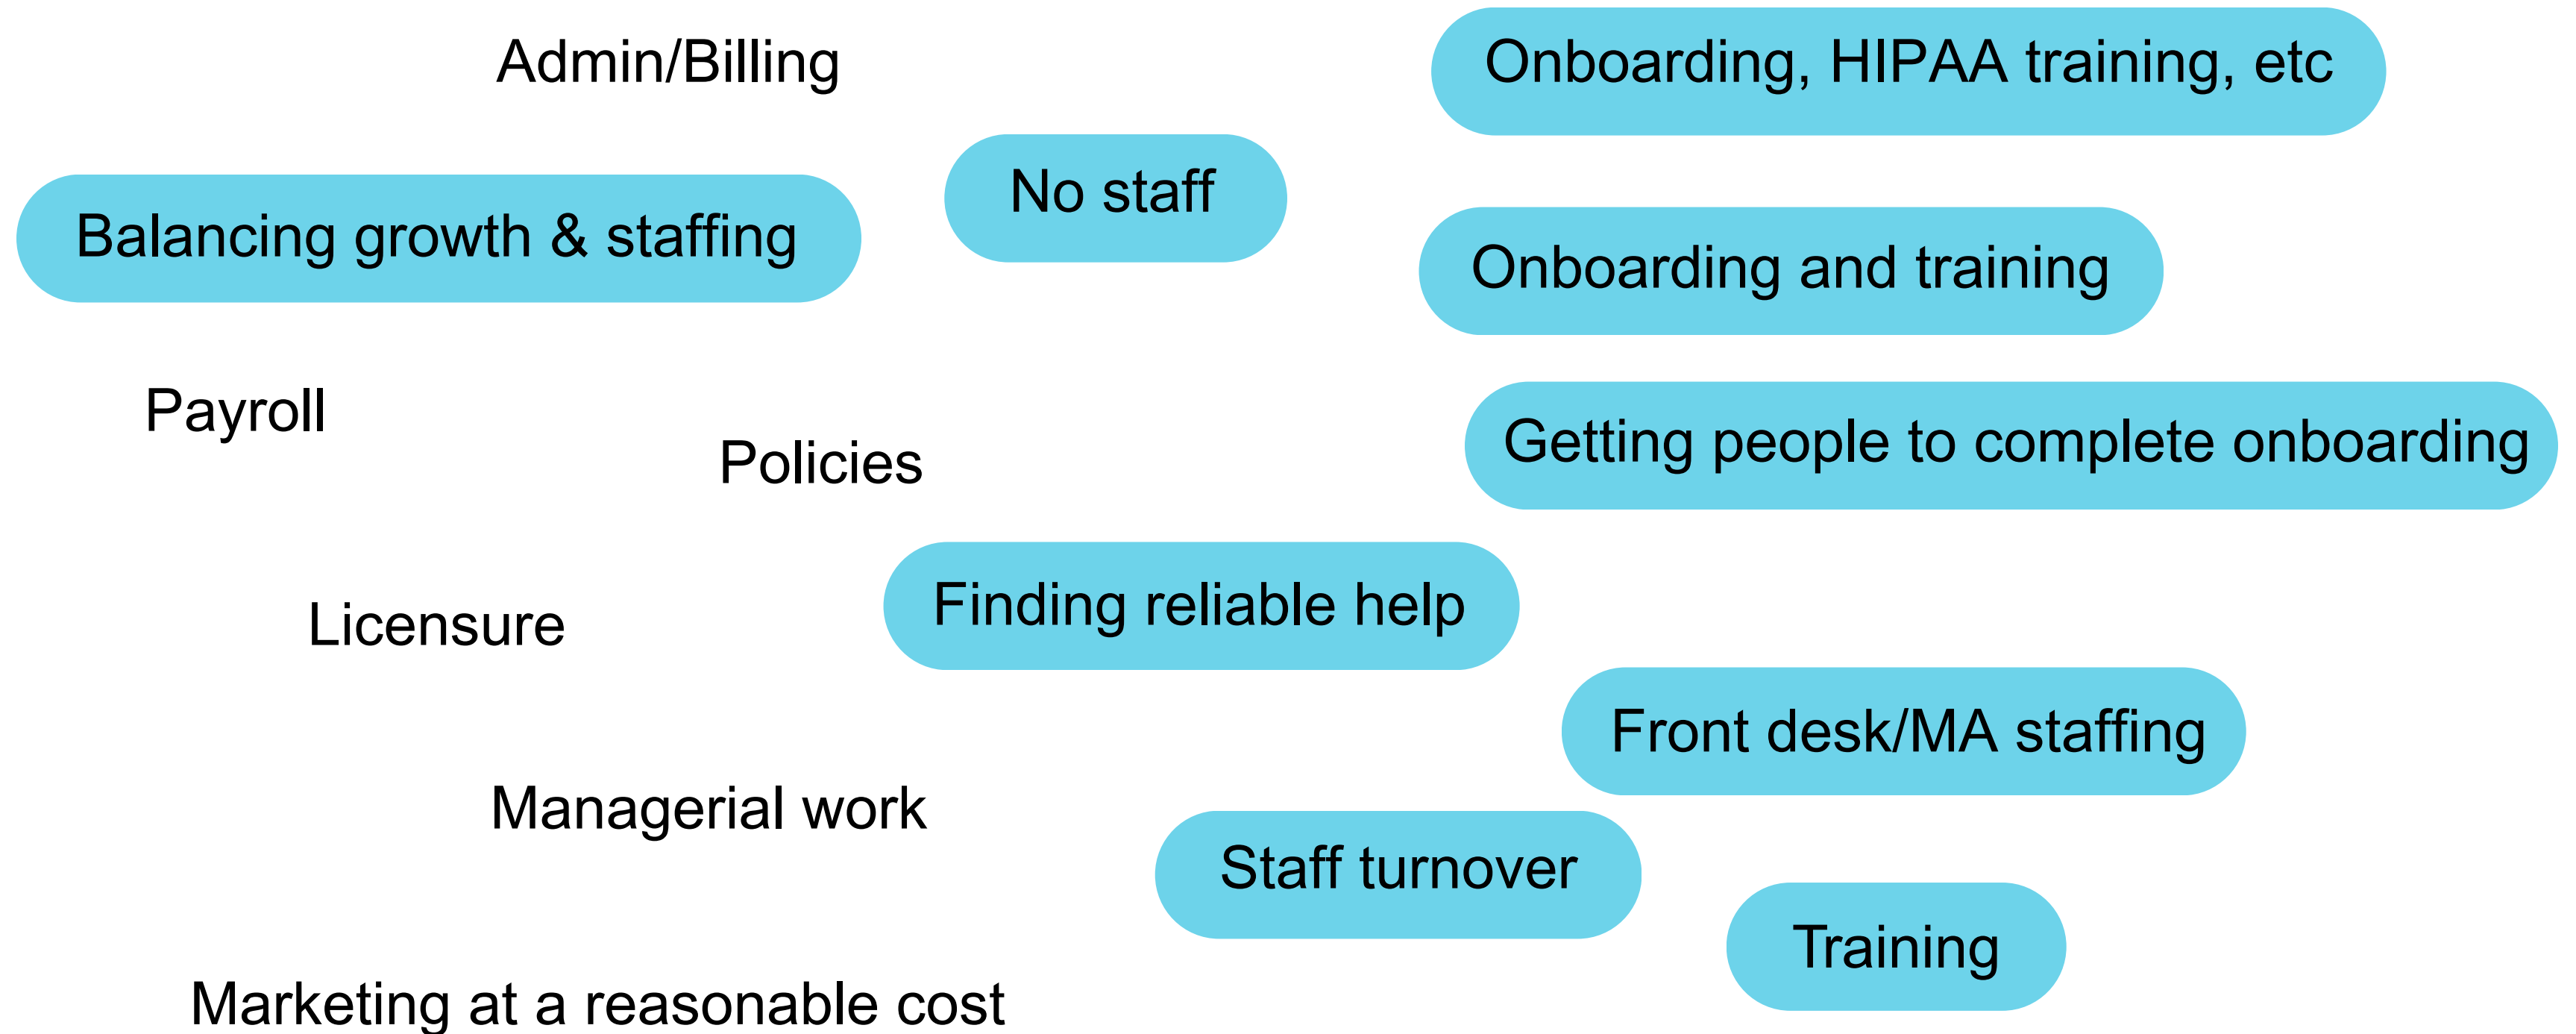 Admin/Billing
Onboarding, HIPAA training, etc
No staff
Balancing growth & staffing
Onboarding and training
Payroll
Policies
Getting people to complete onboarding
Finding reliable help
Licensure
Front desk/MA staffing
Managerial work
Staff turnover
Training
Marketing at a reasonable cost